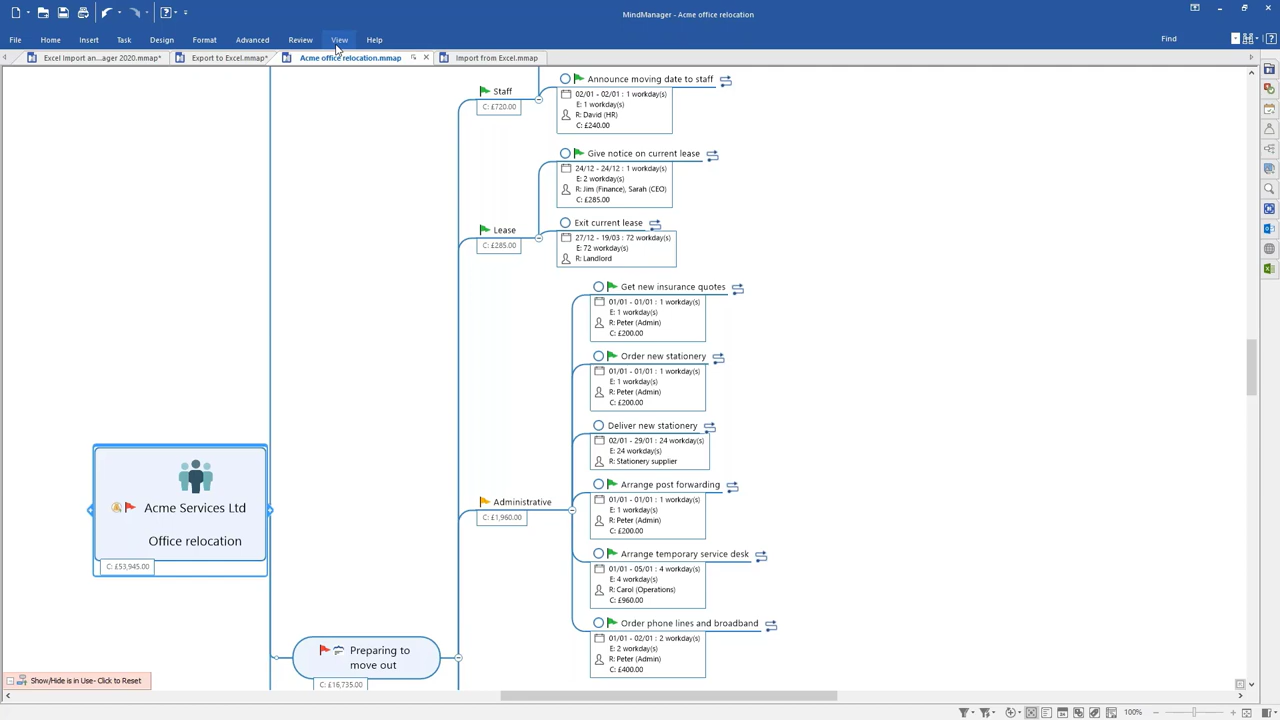 MindManager - Acme office relocation
File Home Insert Task Design Format Advanced Review View Help
Find
Excel Import an...ager 2020.mmap*
Export to Excel.mmap*
Acme office relocation.mmap
Import from Excel.mmap
Staff
C: £720.00
Announce moving date to staff
02/01 - 02/01 : 1 workday(s)
E: 1 workday(s)
R: David (HR)
C: £240.00
Give notice on current lease
24/12 - 24/12 : 1 workday(s)
E: 2 workday(s)
R: Jim (Finance), Sarah (CEO)
C: £285.00
Lease
C: £285.00
Exit current lease
27/12 - 19/03 : 72 workday(s)
E: 72 workday(s)
R: Landlord
Get new insurance quotes
01/01 - 01/01 : 1 workday(s)
E: 1 workday(s)
R: Peter (Admin)
C: £200.00
Order new stationery
01/01 - 01/01 : 1 workday(s)
E: 1 workday(s)
R: Peter (Admin)
C: £200.00
Deliver new stationery
02/01 - 29/01 : 24 workday(s)
E: 24 workday(s)
R: Stationery supplier
Administrative
C: £1,960.00
Arrange post forwarding
01/01 - 01/01 : 1 workday(s)
E: 1 workday(s)
R: Peter (Admin)
C: £200.00
Arrange temporary service desk
01/01 - 05/01 : 4 workday(s)
E: 4 workday(s)
R: Carol (Operations)
C: £960.00
Order phone lines and broadband
01/01 - 02/01 : 2 workday(s)
E: 2 workday(s)
R: Peter (Admin)
C: £400.00
Acme Services Ltd
Office relocation
C: £53,945.00
Preparing to
move out
C: £16,735.00
Show/Hide is in Use- Click to Reset
100%